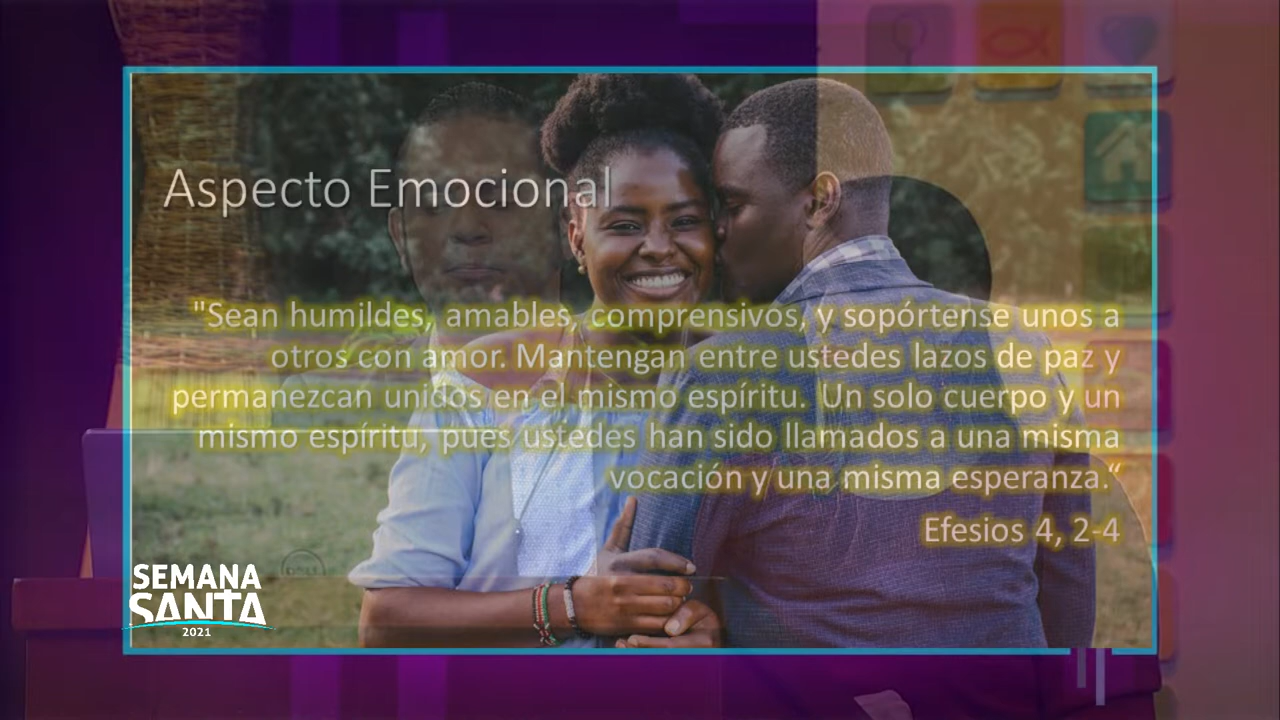 Aspecto Emocional
"Sean humildes, amables, comprensivos, y sopórtense unos a
otros con amor. Mantengan entre ustedes lazos de paz y
permanezcan unidos en el mismo espíritu. Un solo cuerpo y un
mismo espíritu, pues ustedes han sido llamados a una misma
vocación y una misma esperanza.“
Efesios 4, 2-4
DELL
SEMANA
SANTA
2021